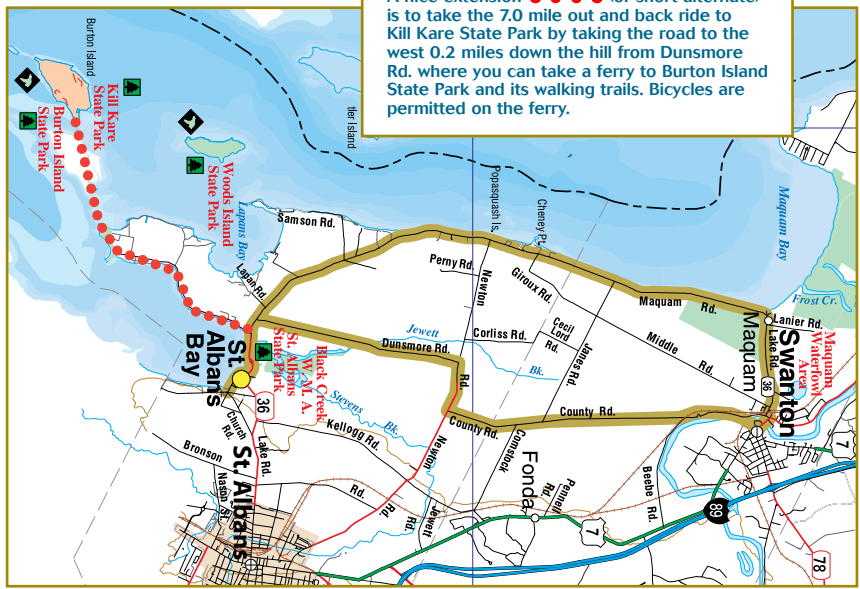 A nice extension (or short alternate)
is to take the 7.0 mile out and back ride to
Kill Kare State Park by taking the road to the
west 0.2 miles down the hill from Dunsmore
Rd. where you can take a ferry to Burton Island
State Park and its walking trails. Bicycles are
permitted on the ferry.
Burton Island
Kill Kare
State Park
Burton Island
State Park
Woods Island
State Park
tler Island
Lapans Bay
Samson Rd.
Lapan Rd.
Popasquash Is.
Cheney Pt.
Maquam Bay
Frost Cr.
Perny Rd.
Newton
Rd.
Giroux Rd.
Maquam Rd.
Lanier Rd.
Lake Rd.
36
Maquam
Swanton
Maquam
Waterfowl
Area
Middle Rd.
Cecil
Lord
Rd.
Corliss Rd.
Janes Rd.
Jewett
Bk.
Dunsmore Rd.
County Rd.
County Rd.
St
Albans
Bay
St. Albans
State Park
Black Creek
W. M. A.
Stevens
Bk.
36
Church
Rd.
Lake Rd.
Kellogg Rd.
Newton
Rd.
Comstock
Fonda
Pennell
Rd.
Beebe Rd.
7
89
7
78
Bronson
Nason St.
St. Albans
Rd.
Jewett